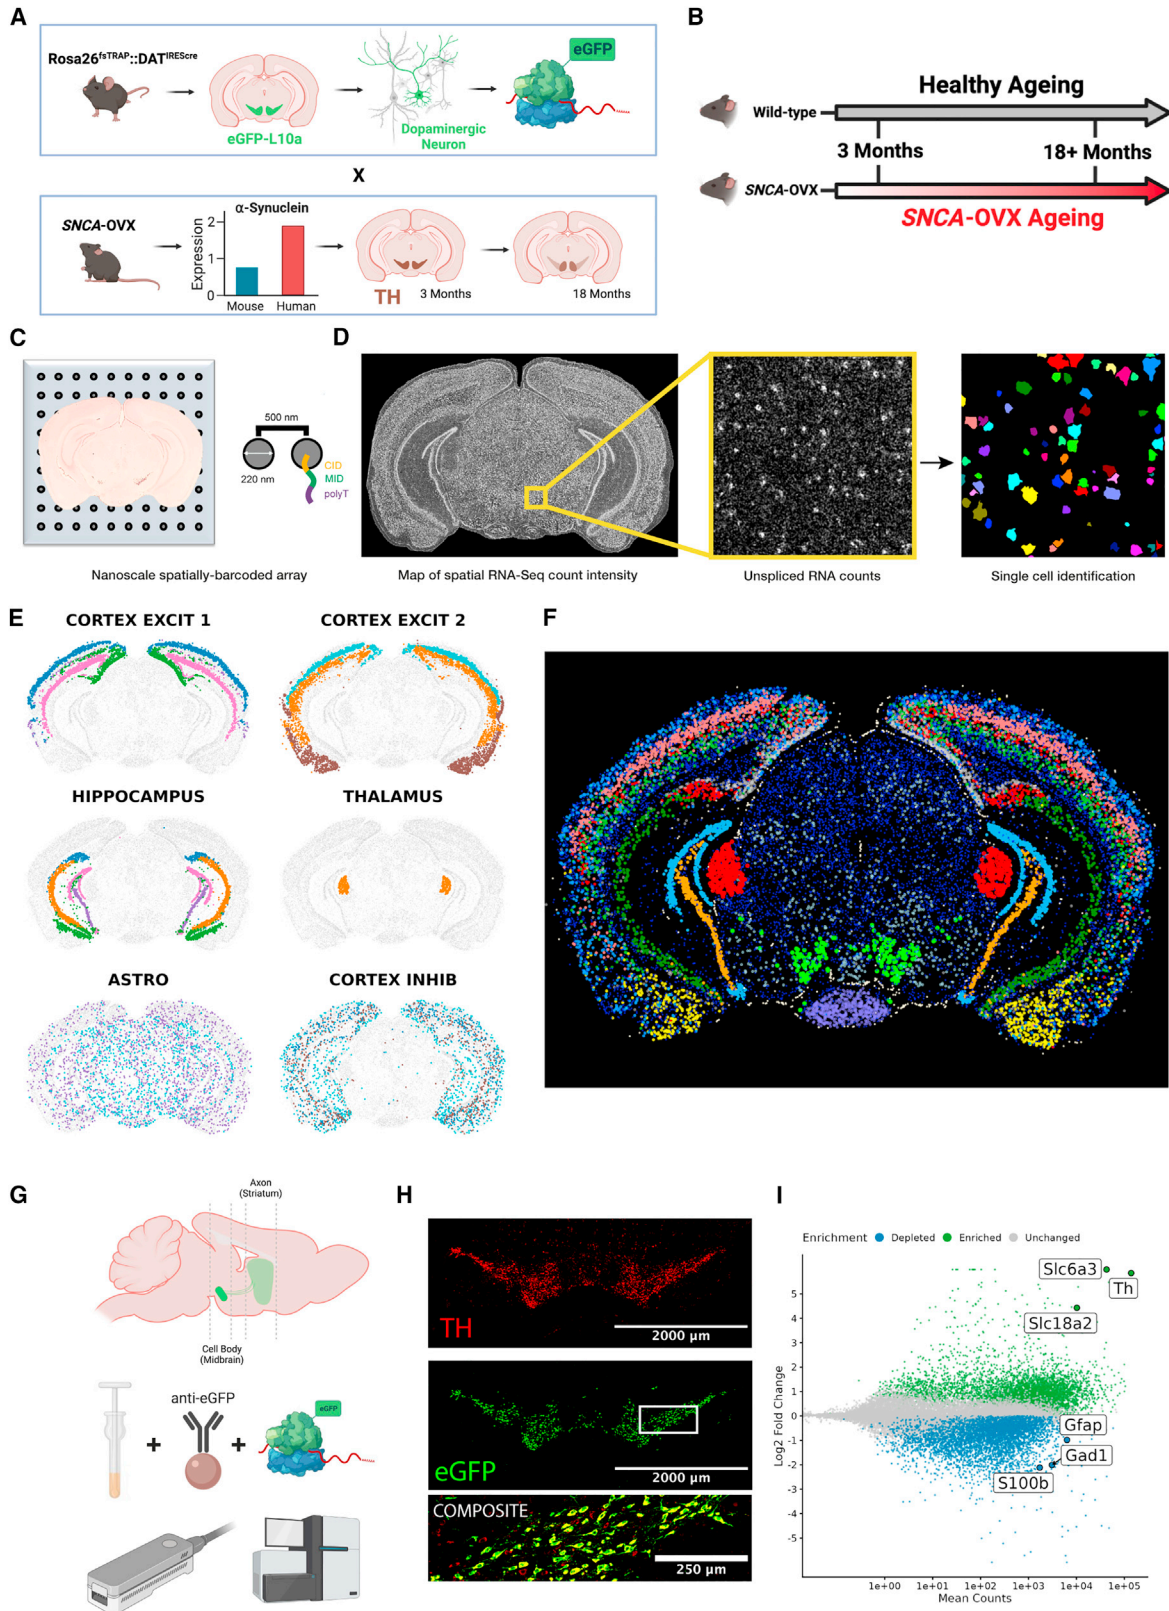 A
Rosa26fsTRAP::DATIREScre
eGFP-L10a
Dopaminergic
Neuron
eGFP
X
SNCA-OVX
α-Synuclein
Expression
2
1
0
Mouse
Human
TH
3 Months
18 Months
B
Healthy Ageing
Wild-type
3 Months
18+ Months
SNCA-OVX
SNCA-OVX Ageing
C
500 nm
220 nm
CID
MID
polyT
Nanoscale spatially-barcoded array
D
Map of spatial RNA-Seq count intensity
Unspliced RNA counts
Single cell identification
E
CORTEX EXCIT 1
CORTEX EXCIT 2
HIPPOCAMPUS
THALAMUS
ASTRO
CORTEX INHIB
F
G
Axon
(Striatum)
Cell Body
(Midbrain)
anti-eGFP
+
+
eGFP
H
TH
2000 µm
eGFP
2000 µm
COMPOSITE
250 µm
I
Enrichment
Depleted
Enriched
Unchanged
Slc6a3
Th
Slc18a2
Gfap
Gad1
S100b
Log2 Fold Change
5
4
3
2
1
0
-1
-2
-3
-4
-5
1e+00
1e+01
1e+02
1e+03
1e+04
1e+05
Mean Counts